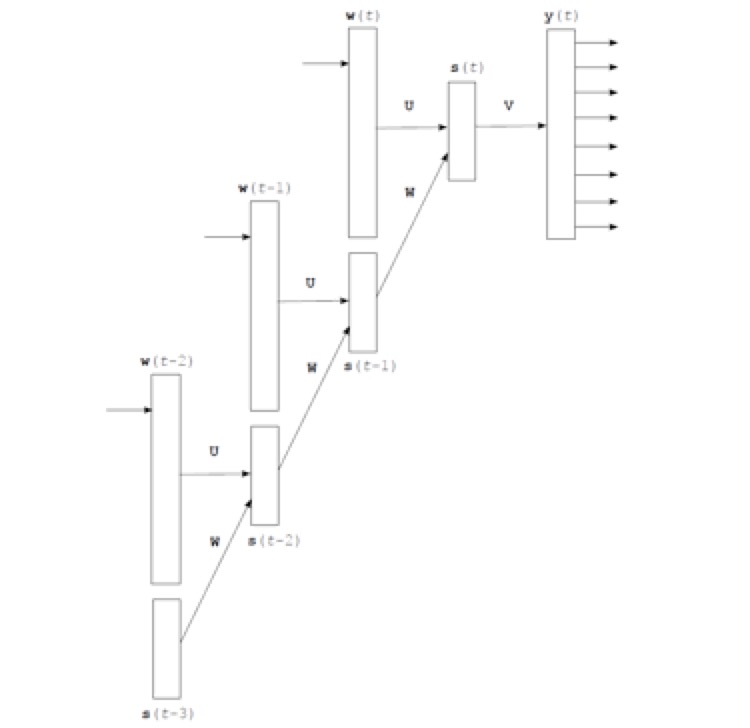 w(t)
y(t)
s(t)
U
V
w(t-1)
W
U
w(t-2)
W
s(t-1)
U
W
s(t-2)
s(t-3)